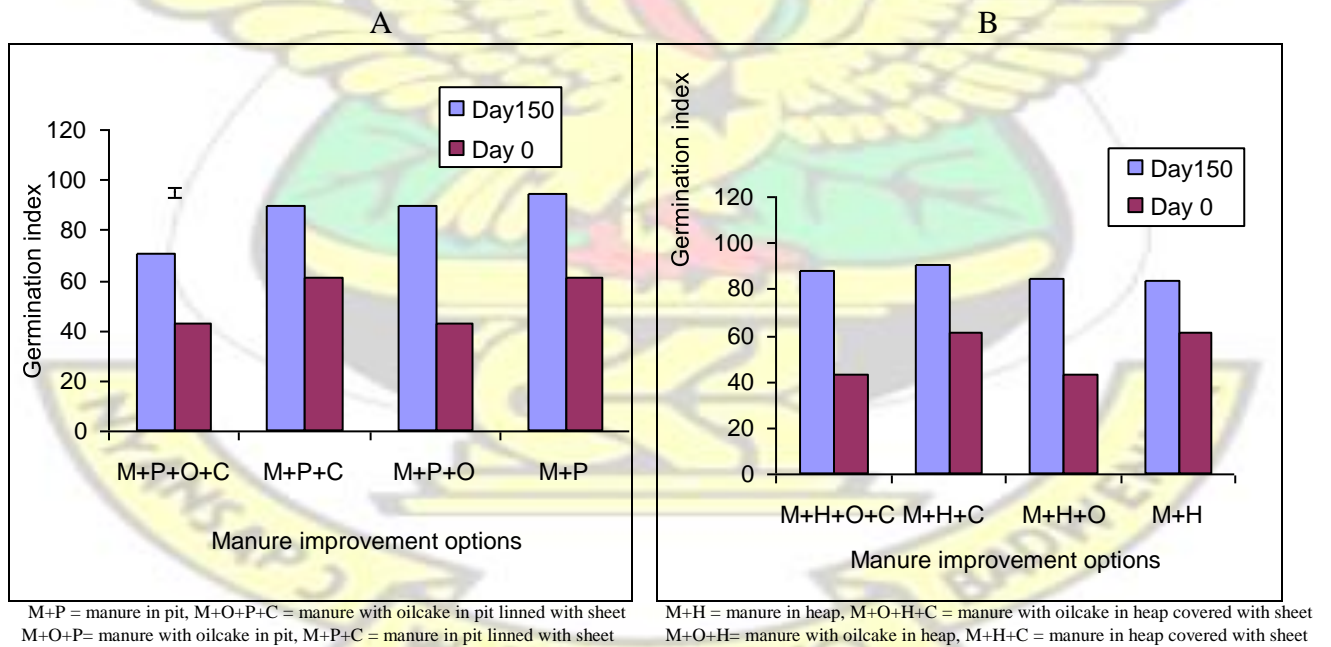 A
Day150
Day 0
Germination index
120
100
80
60
40
20
0
M+P+O+C M+P+C M+P+O M+P
Manure improvement options
M+P = manure in pit, M+O+P+C = manure with oilcake in pit linned with sheet
M+O+P= manure with oilcake in pit, M+P+C = manure in pit linned with sheet
B
Day150
Day 0
Germination index
120
100
80
60
40
20
0
M+H+O+C M+H+C M+H+O M+H
Manure improvement options
M+H = manure in heap, M+O+H+C = manure with oilcake in heap covered with sheet
M+O+H= manure with oilcake in heap, M+H+C = manure in heap covered with sheet